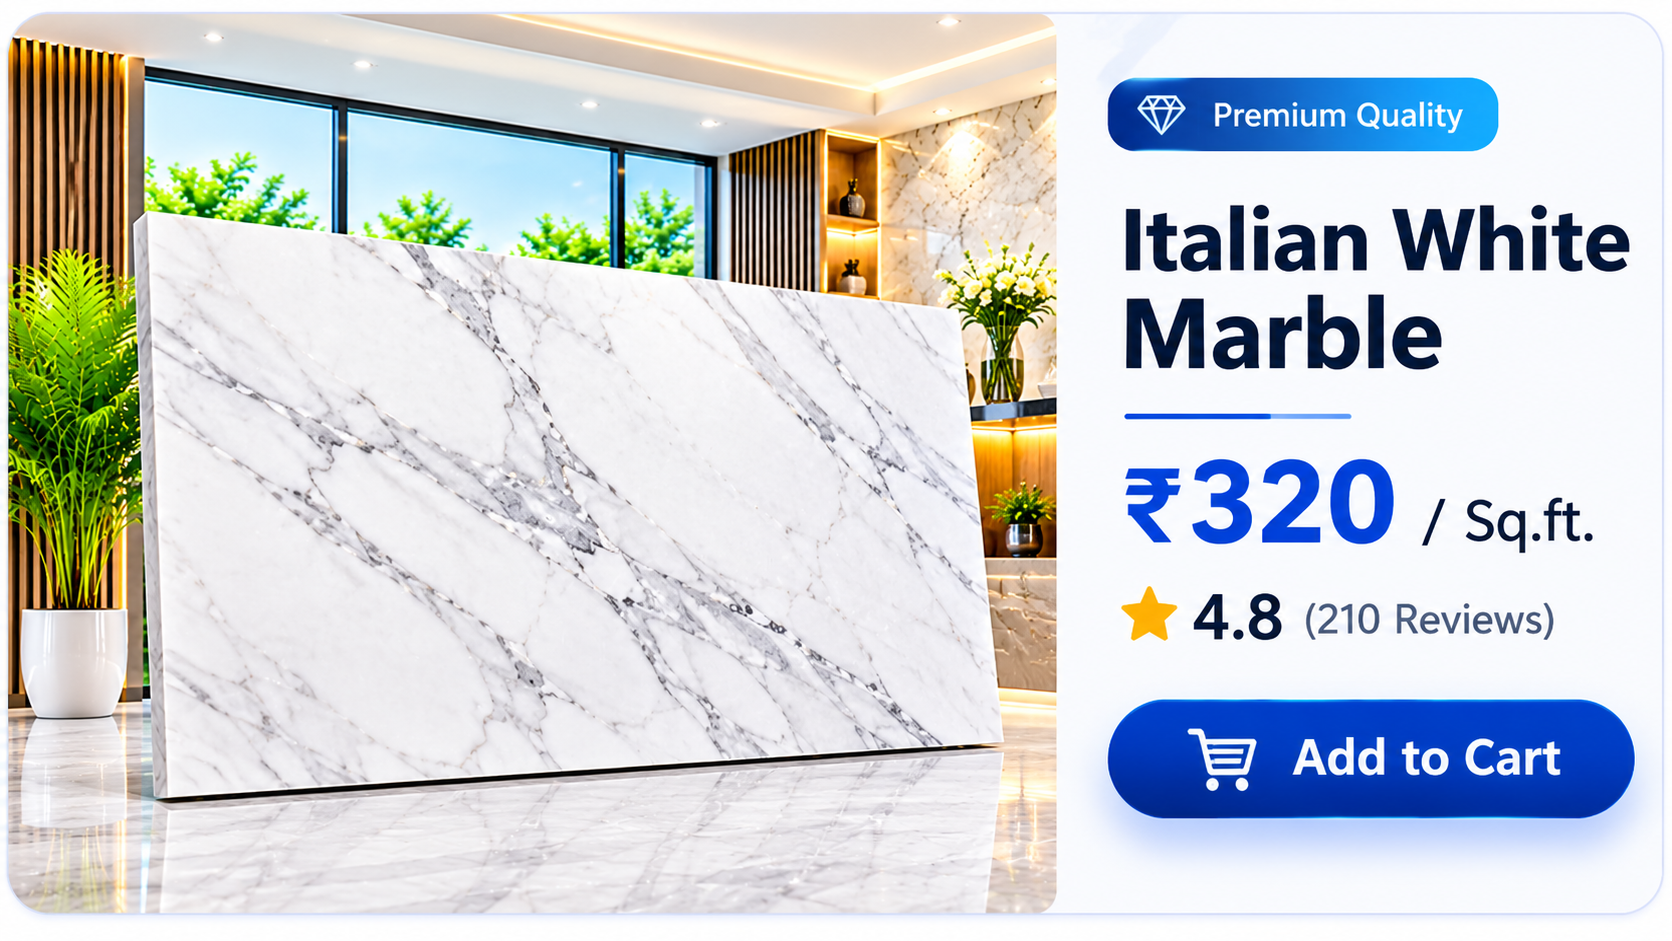 Premium Quality
Italian White
Marble
₹320 / Sq.ft.
4.8 (210 Reviews)
Add to Cart